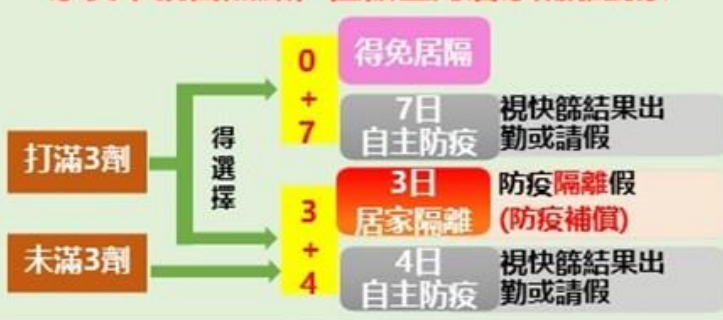 0
+
7
得免居隔
7日
自主防疫
視快篩結果出
勤或請假
打滿3劑
得
選
擇
3日
居家隔離
防疫隔離假
(防疫補償)
未滿3劑
3
+
4
4日
自主防疫
視快篩結果出
勤或請假